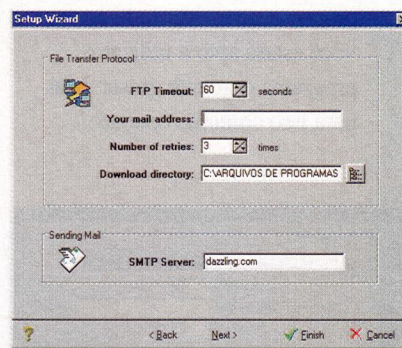 Setup Wizard
File Transfer Protocol
FTP Timeout: 60 seconds
Your mail address:
Number of retries: 3 times
Download directory: C:\ARQUIVOS DE PROGRAMAS
Sending Mail
SMTP Server: dazzling.com
? < Back Next > Finish Cancel